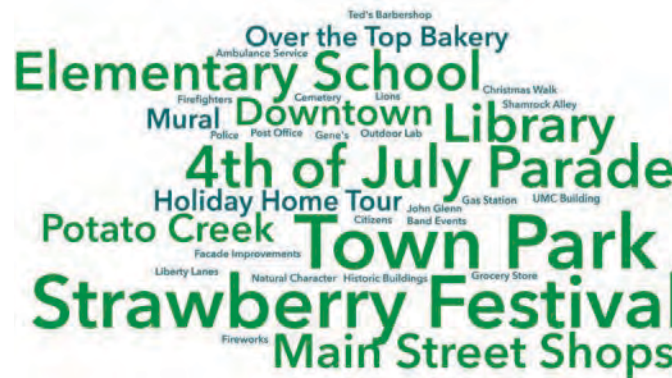 Ted's Barbershop
Over the Top Bakery
Ambulance Service
Elementary School
Christmas Walk
Firefighters
Cemetery
Lions
Shamrock Alley
Mural
Downtown
Library
Police
Post Office
Gene's
Outdoor Lab
4th of July Parade
Holiday Home Tour
John Glenn
Gas Station
UMC Building
Potato Creek
Citizens
Band Events
Town Park
Facade Improvements
Liberty Lanes
Natural Character
Historic Buildings
Grocery Store
Strawberry Festival
Fireworks
Main Street Shops